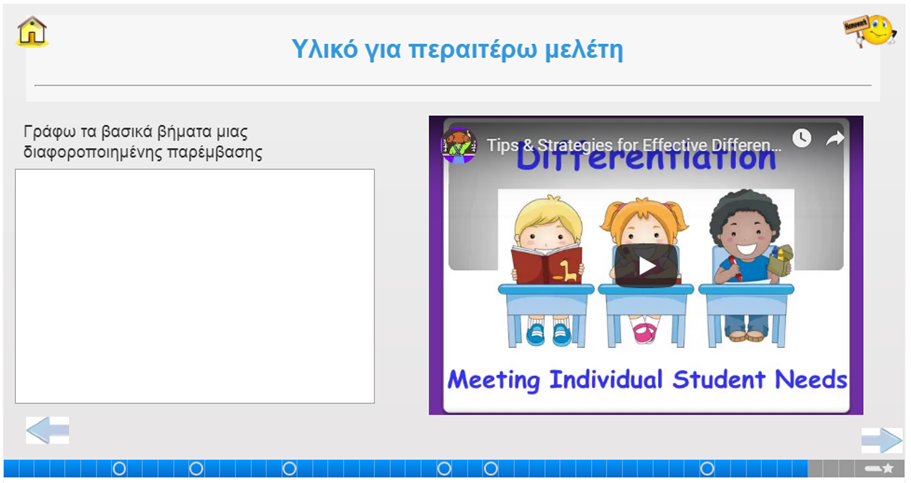 Homework
Υλικό για περαιτέρω μελέτη
Γράφω τα βασικά βήματα μιας
διαφοροποιημένης παρέμβασης
Tips & Strategies for Effective Differen...
Differentiation
Meeting Individual Student Needs